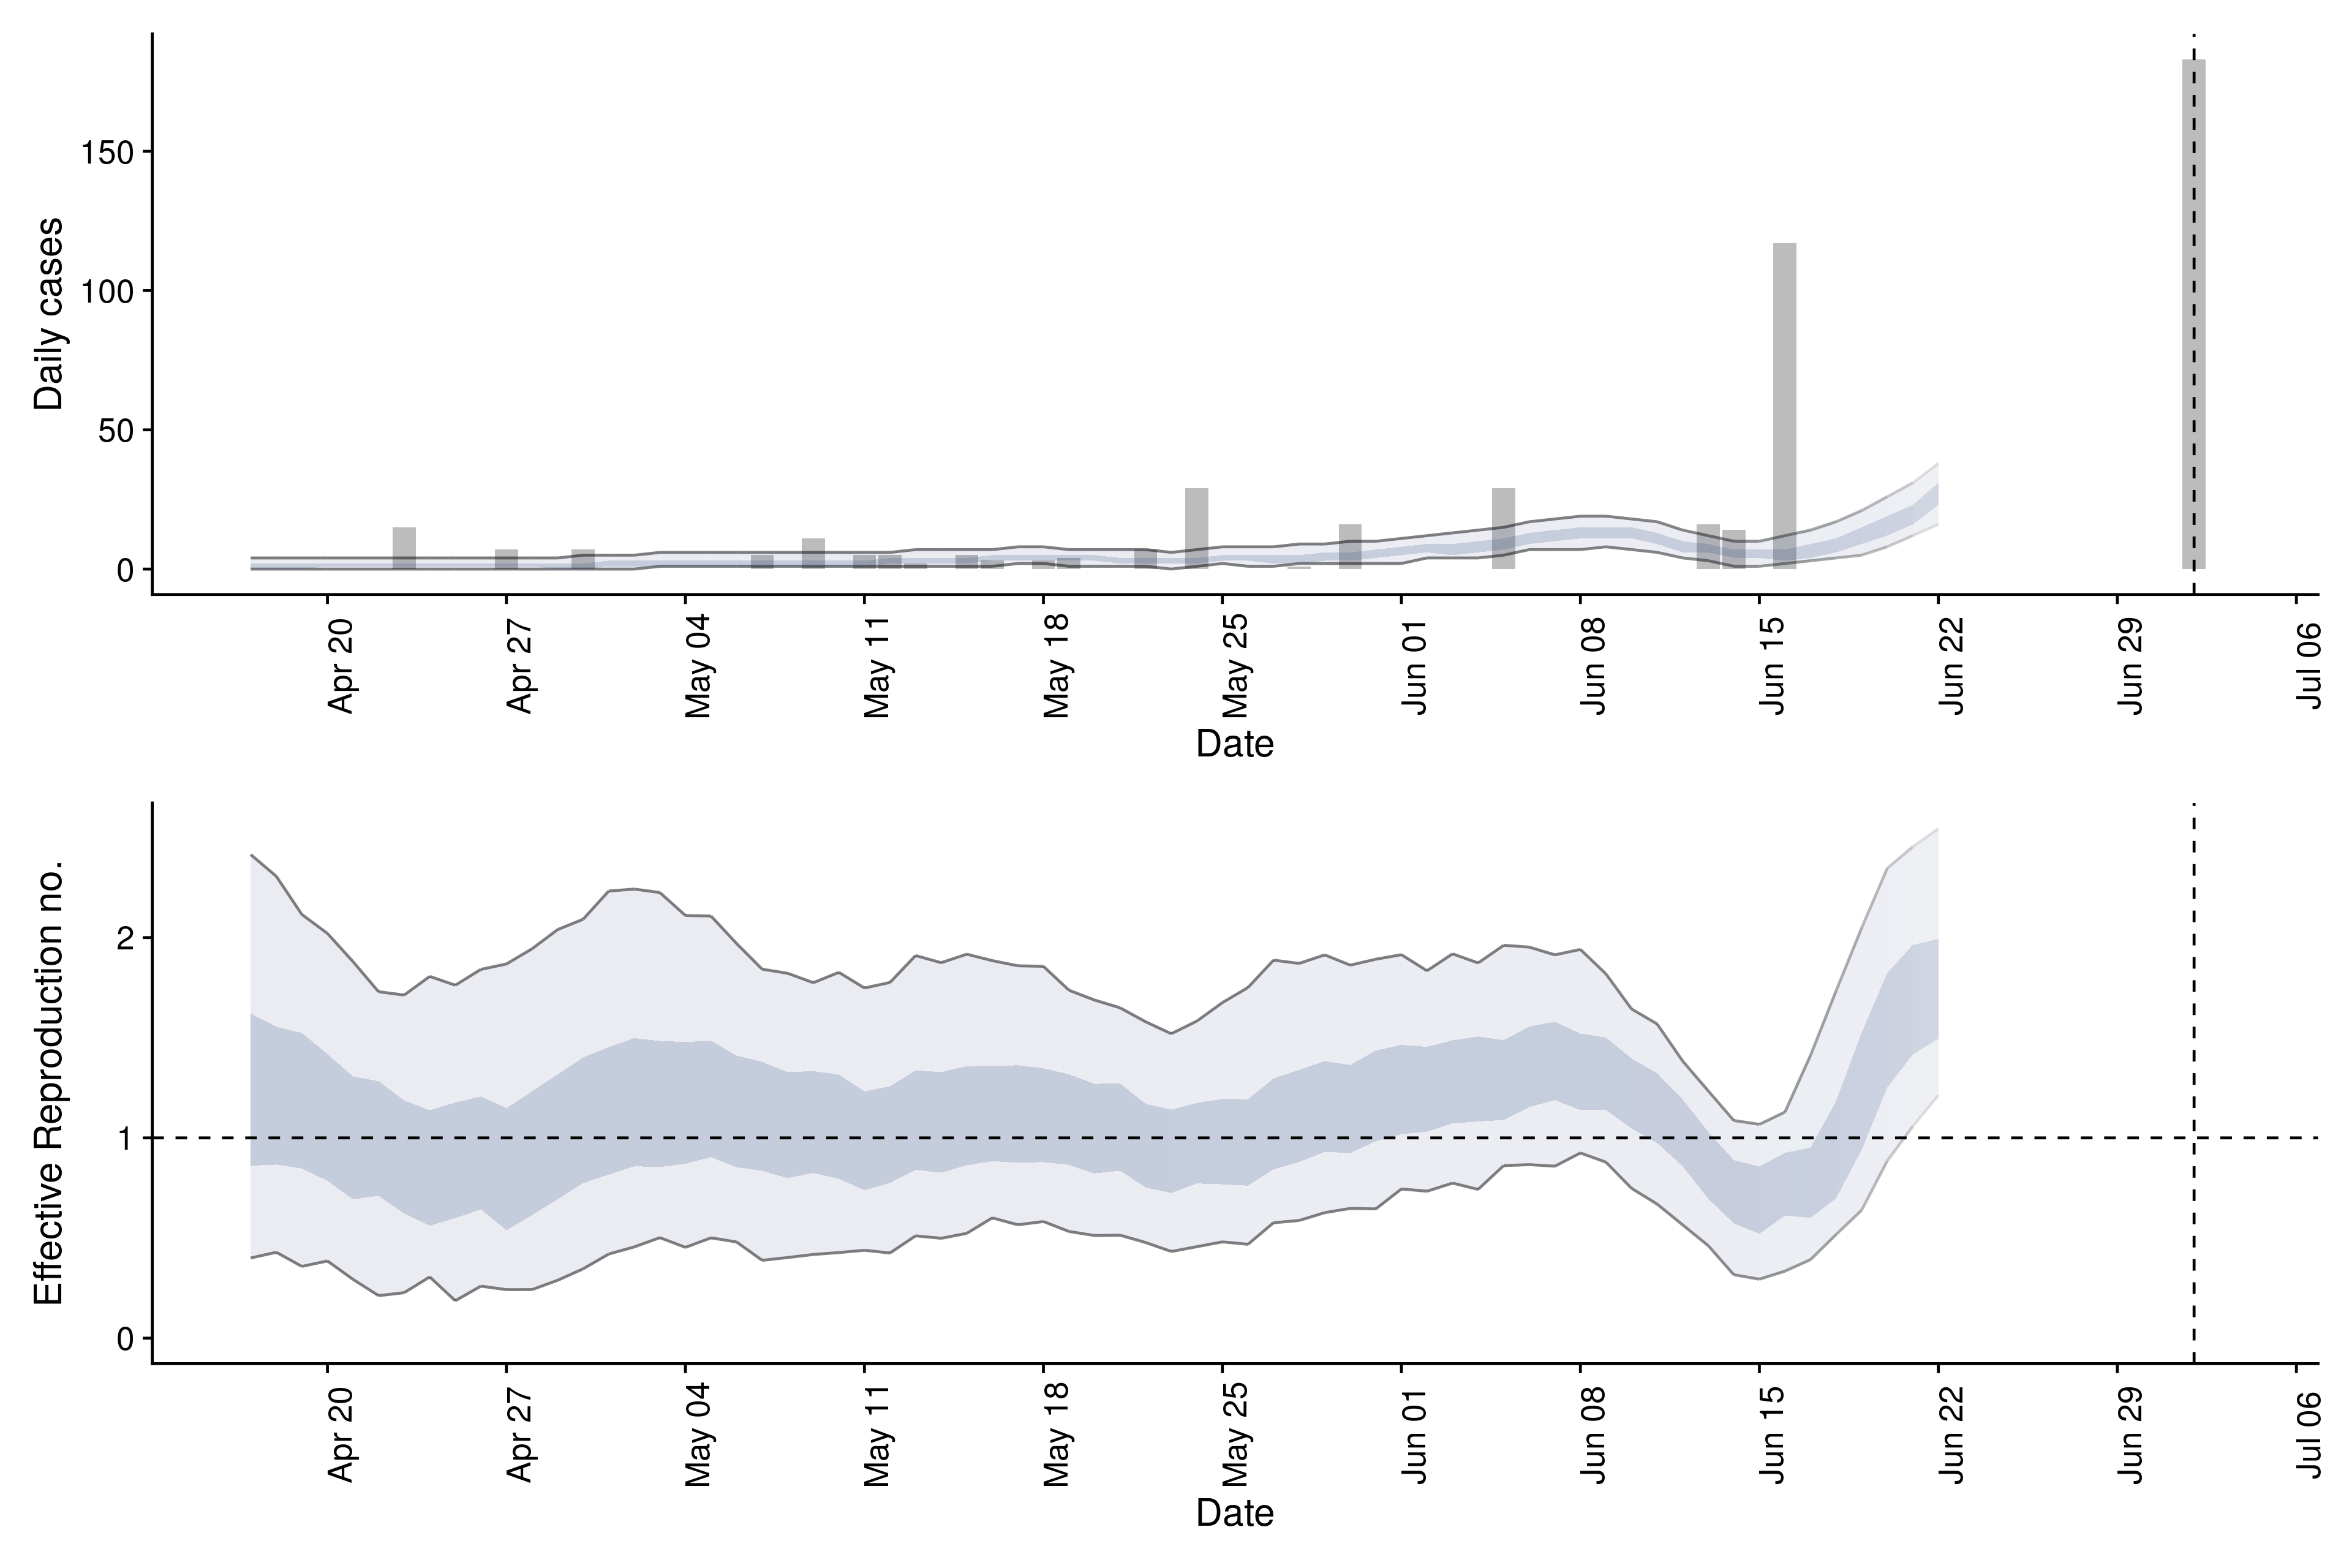 Daily cases
150
100
50
0
Apr 20
Apr 27
May 04
May 11
May 18
May 25
Jun 01
Jun 08
Jun 15
Jun 22
Jun 29
Jul 06
Date
Effective Reproduction no.
2
1
0
Apr 20
Apr 27
May 04
May 11
May 18
May 25
Jun 01
Jun 08
Jun 15
Jun 22
Jun 29
Jul 06
Date